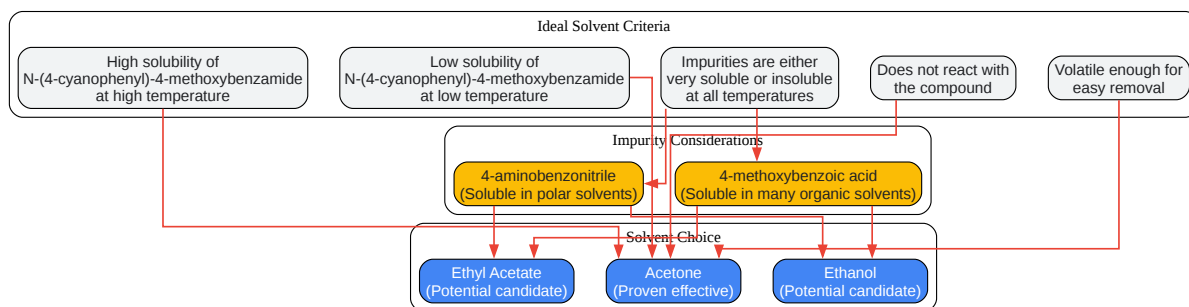 Ideal Solvent Criteria
High solubility of
N-(4-cyanophenyl)-4-methoxybenzamide
at high temperature
Low solubility of
N-(4-cyanophenyl)-4-methoxybenzamide
at low temperature
Impurities are either
very soluble or insoluble
at all temperatures
Does not react with
the compound
Volatile enough for
easy removal
Impurity Considerations
4-aminobenzonitrile
(Soluble in polar solvents)
4-methoxybenzoic acid
(Soluble in many organic solvents)
Solvent Choice
Ethyl Acetate
(Potential candidate)
Acetone
(Proven effective)
Ethanol
(Potential candidate)